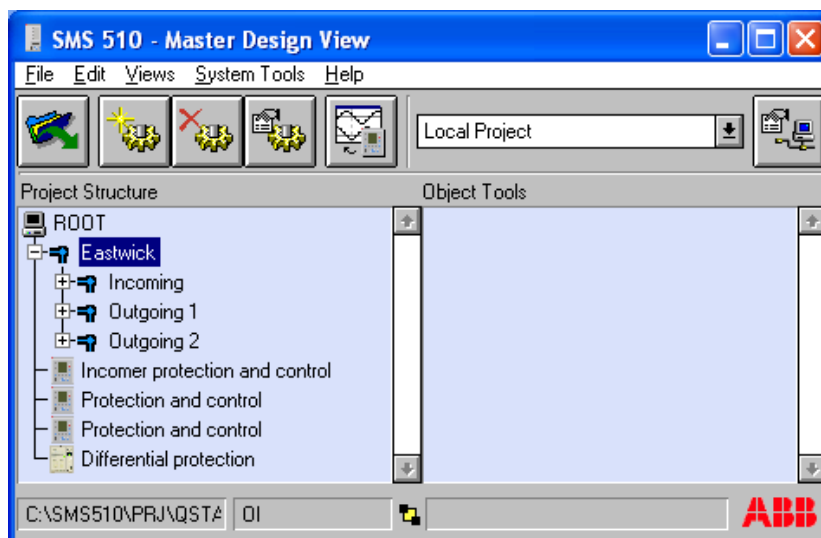 SMS 510 - Master Design View
File Edit Views System Tools Help
Local Project
Project Structure
Object Tools
ROOT
Eastwick
Incoming
Outgoing 1
Outgoing 2
Incomer protection and control
Protection and control
Protection and control
Differential protection
C:\SMS510\PRJ\QSTA
OI
ABB